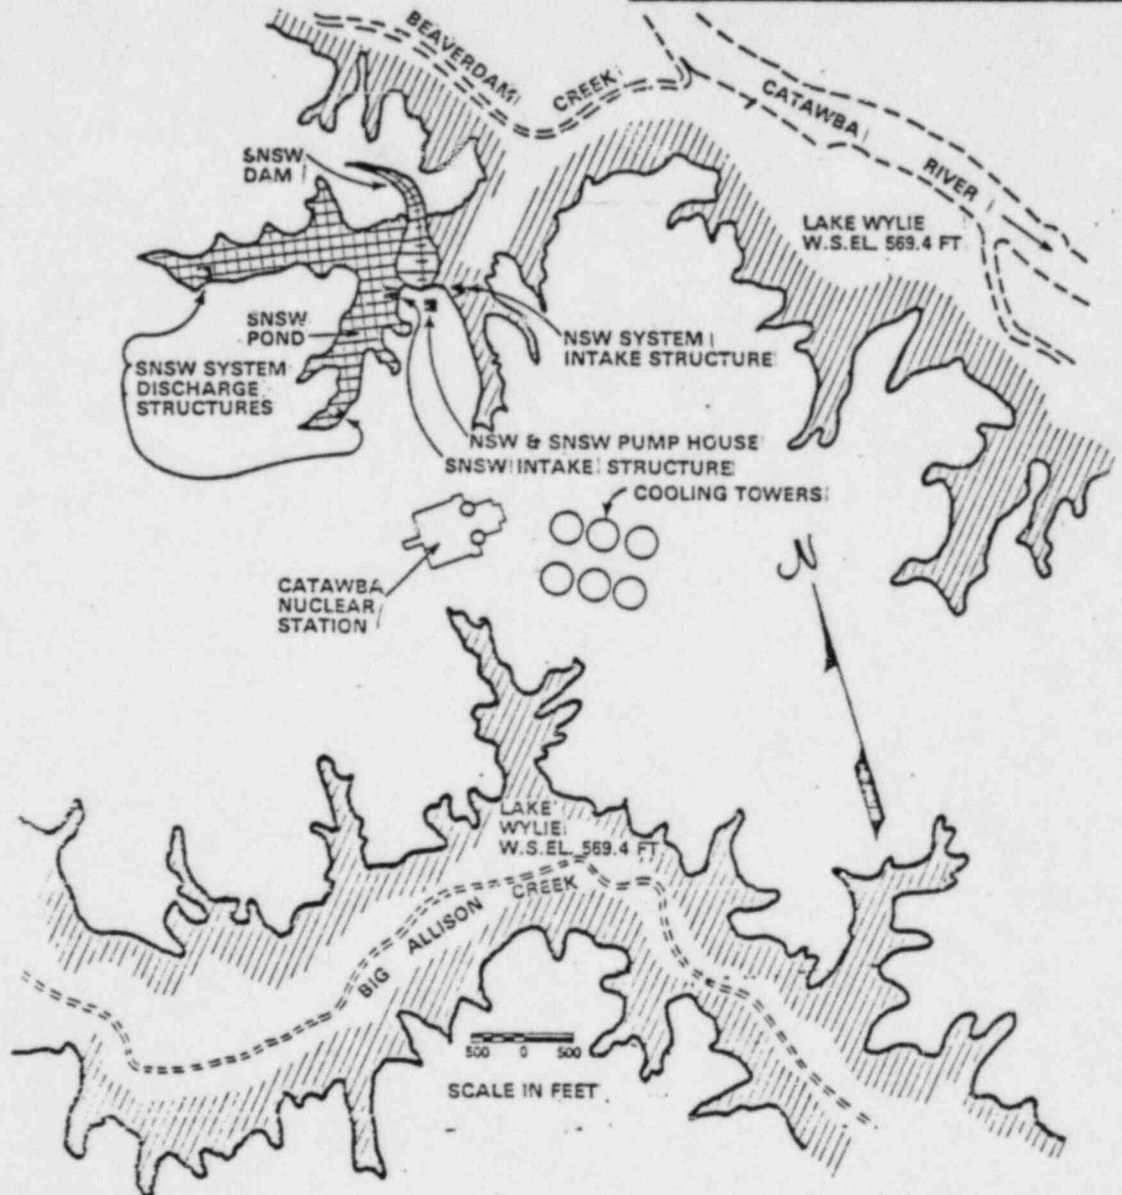 BEAVERDAM CREEK
CATAWBA RIVER
SNSW
DAM
LAKE WYLIE
W.S.EL. 569.4 FT
SNSW
POND
NSW SYSTEM
INTAKE STRUCTURE
SNSW SYSTEM
DISCHARGE
STRUCTURES
NSW & SNSW PUMP HOUSE
SNSW INTAKE STRUCTURE
COOLING TOWERS
N
CATAWBA
NUCLEAR
STATION
LAKE
WYLIE
W.S.EL. 569.4 FT
BIG ALLISON CREEK
500 0 500
SCALE IN FEET